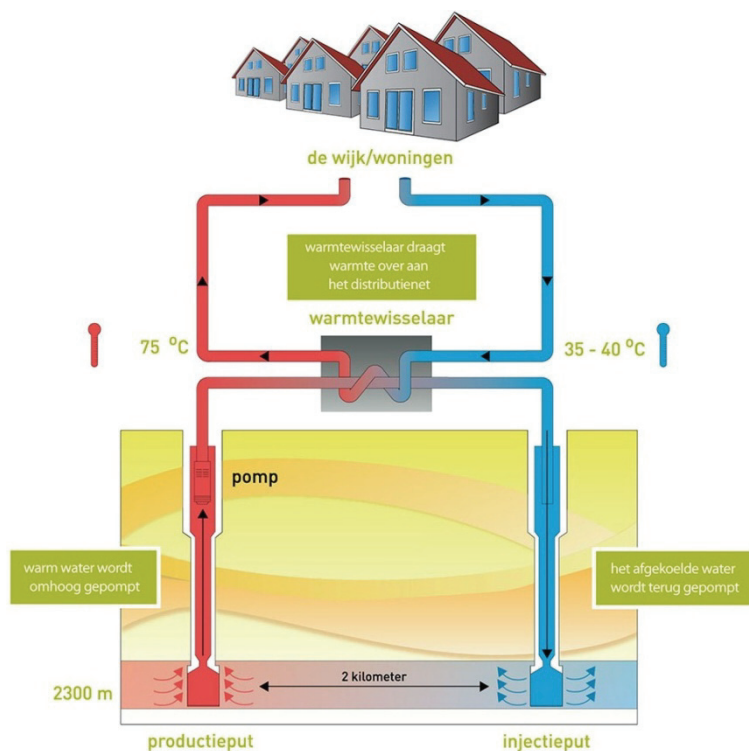 de wijk/woningen
warmtewisselaar draagt
warmte over aan
het distributienet
warmtewisselaar
75 °C
35 - 40 °C
pomp
warm water wordt
omhoog gepompt
het afgekoelde water
wordt terug gepompt
2 kilometer
2300 m
productieput
injectieput